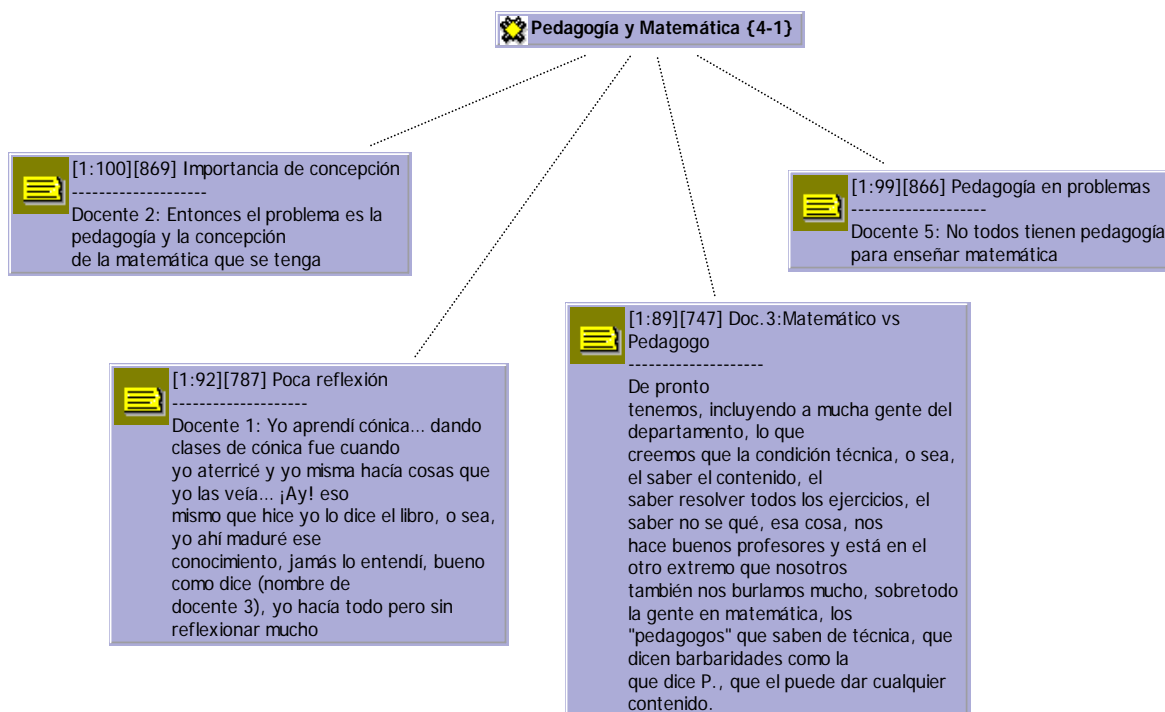 Pedagogía y Matemática {4-1}
[1:100][869] Importancia de concepción
--------------------
Docente 2: Entonces el problema es la
pedagogía y la concepción
de la matemática que se tenga
[1:99][866] Pedagogía en problemas
--------------------
Docente 5: No todos tienen pedagogía
para enseñar matemática
[1:92][787] Poca reflexión
--------------------
Docente 1: Yo aprendí cónica... dando
clases de cónica fue cuando
yo aterricé y yo misma hacía cosas que
yo las veía... ¡Ay! eso
mismo que hice yo lo dice el libro, o sea,
yo ahí maduré ese
conocimiento, jamás lo entendí, bueno
como dice (nombre de
docente 3), yo hacía todo pero sin
reflexionar mucho
[1:89][747] Doc.3:Matemático vs
Pedagogo
--------------------
De pronto
tenemos, incluyendo a mucha gente del
departamento, lo que
creemos que la condición técnica, o sea,
el saber el contenido, el
saber resolver todos los ejercicios, el
saber no se qué, esa cosa, nos
hace buenos profesores y está en el
otro extremo que nosotros
también nos burlamos mucho, sobretodo
la gente en matemática, los
"pedagogos" que saben de técnica, que
dicen barbaridades como la
que dice P., que el puede dar cualquier
contenido.